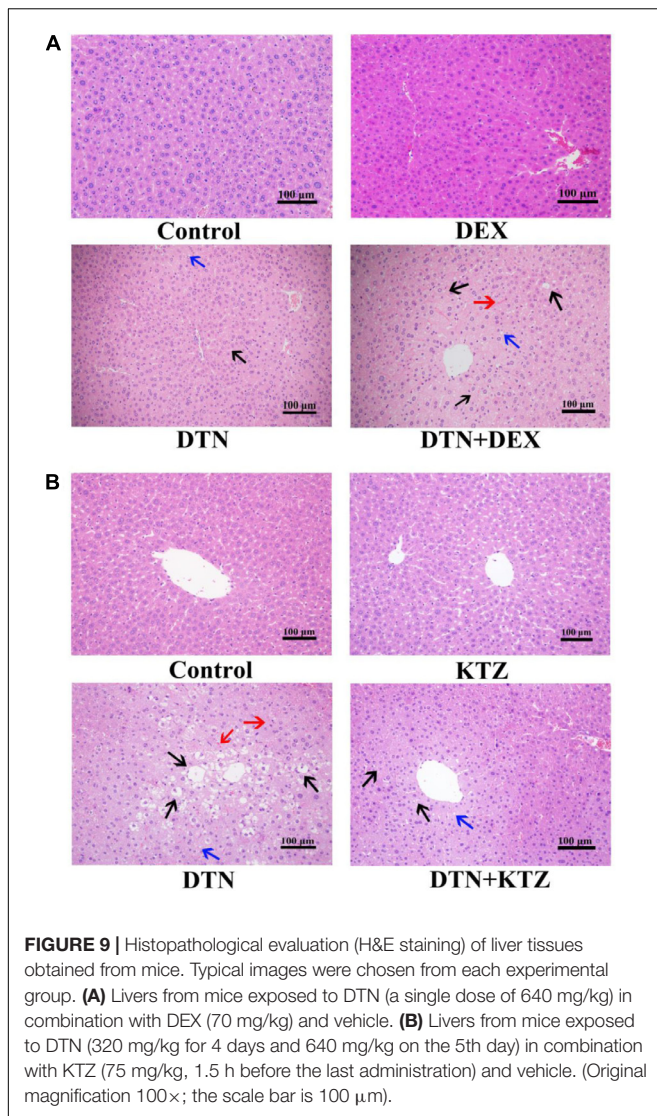 A
100 μm
100 μm
Control DEX
100 μm
100 μm
DTN DTN+DEX
B
100 μm
100 μm
Control KTZ
100 μm
100 μm
DTN DTN+KTZ
FIGURE 9 | Histopathological evaluation (H&E staining) of liver tissues
obtained from mice. Typical images were chosen from each experimental
group. (A) Livers from mice exposed to DTN (a single dose of 640 mg/kg) in
combination with DEX (70 mg/kg) and vehicle. (B) Livers from mice exposed
to DTN (320 mg/kg for 4 days and 640 mg/kg on the 5th day) in combination
with KTZ (75 mg/kg, 1.5 h before the last administration) and vehicle. (Original
magnification 100×; the scale bar is 100 μm).